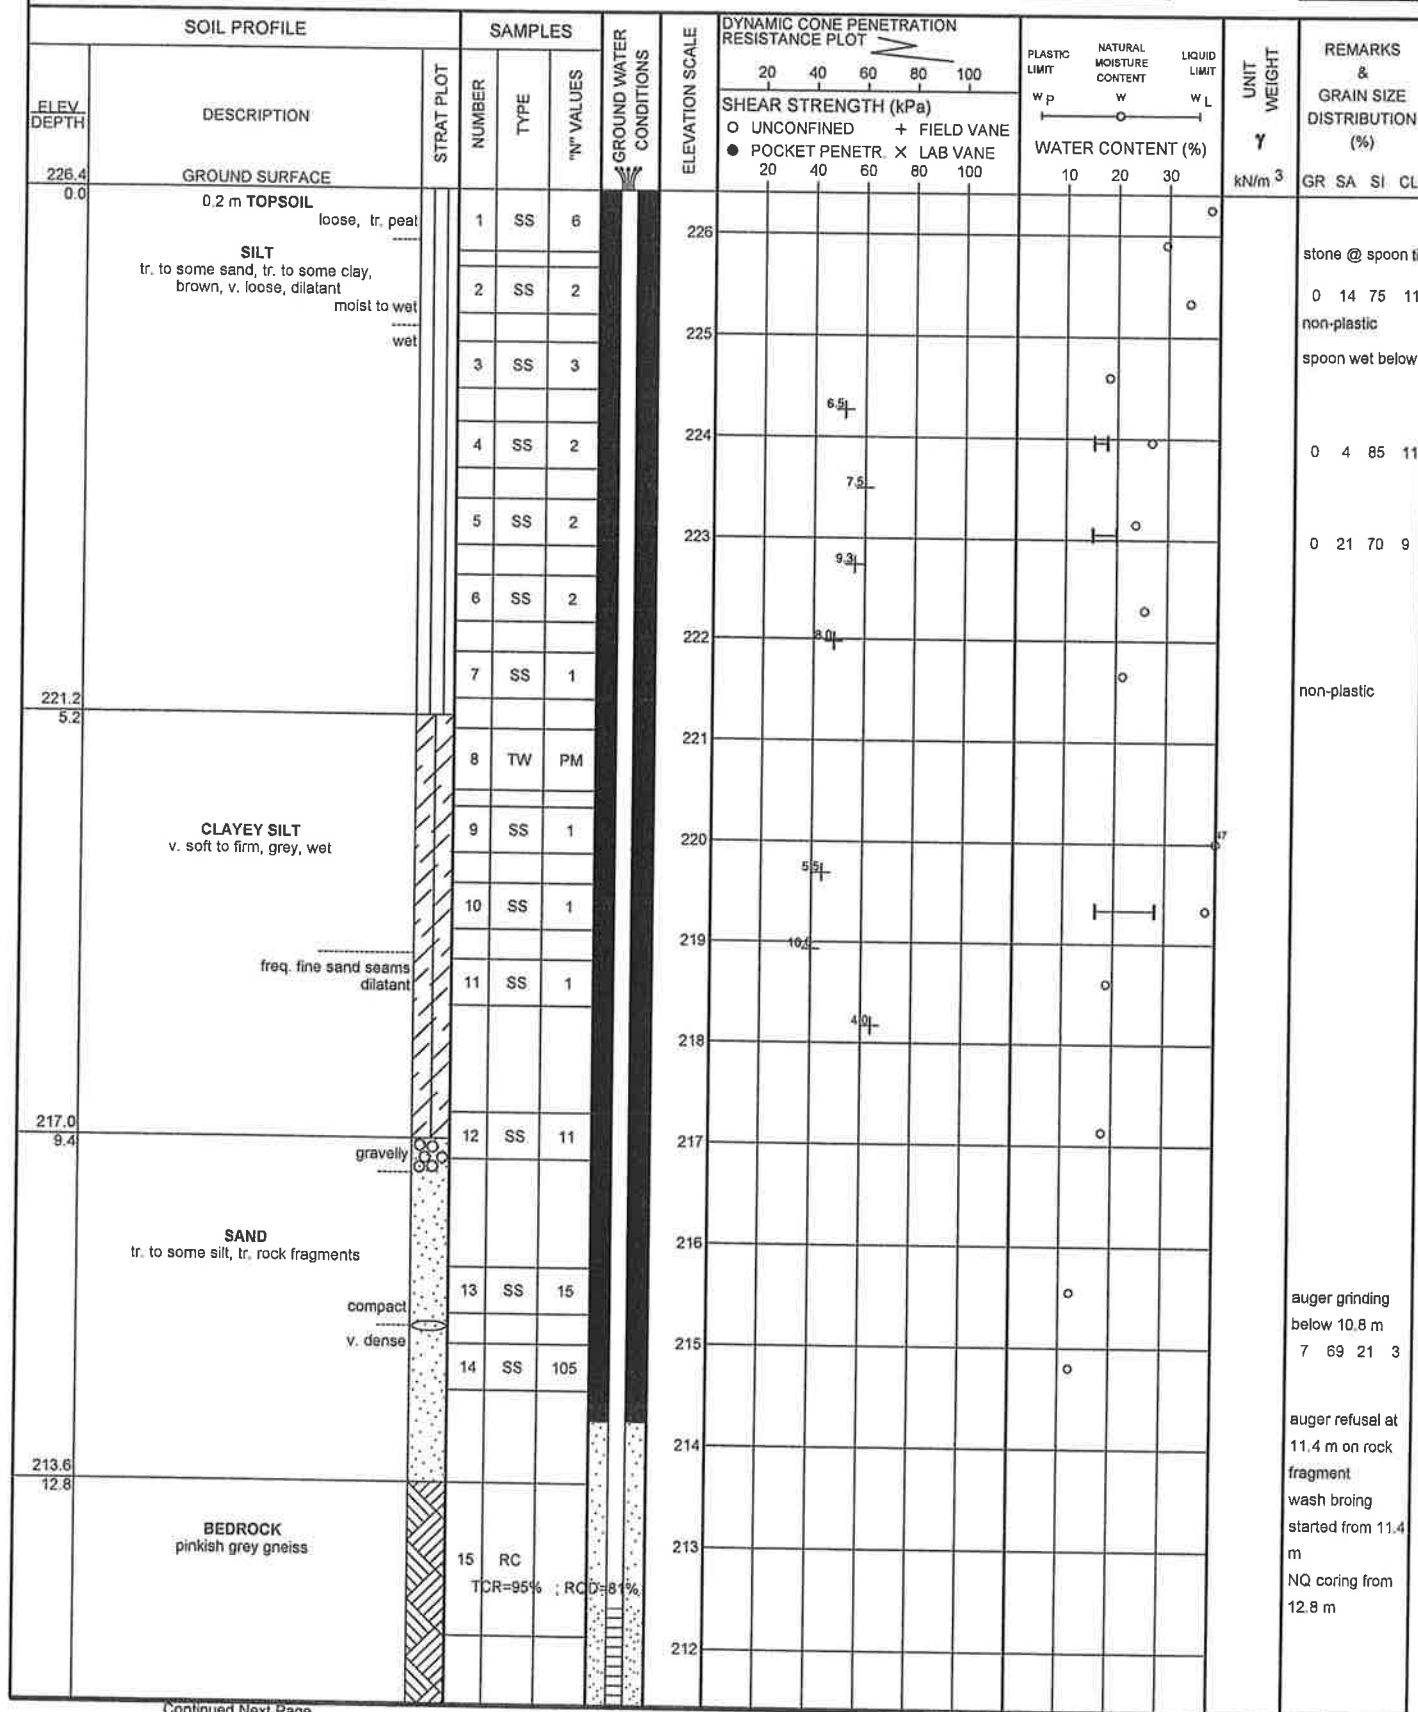 SOIL PROFILE
SAMPLES
GROUND WATER CONDITIONS
ELEVATION SCALE
DYNAMIC CONE PENETRATION
RESISTANCE PLOT
20 40 60 80 100
SHEAR STRENGTH (kPa)
O UNCONFINED + FIELD VANE
● POCKET PENETR. X LAB VANE
20 40 60 80 100
PLASTIC LIMIT
NATURAL MOISTURE CONTENT
LIQUID LIMIT
W P W W L
WATER CONTENT (%)
10 20 30
UNIT WEIGHT
γ
kN/m 3
REMARKS
&
GRAIN SIZE
DISTRIBUTION
(%)
GR SA SI CL
ELEV
DEPTH
DESCRIPTION
STRAT PLOT
NUMBER
TYPE
"N" VALUES
226.4
0.0
GROUND SURFACE
0.2 m TOPSOIL
loose, tr. peat
SILT
tr. to some sand, tr. to some clay,
brown, v. loose, dilatant
moist to wet
wet
221.2
5.2
CLAYEY SILT
v. soft to firm, grey, wet
freq. fine sand seams
dilatant
217.0
9.4
gravelly
SAND
tr. to some silt, tr. rock fragments
compact
v. dense
213.6
12.8
BEDROCK
pinkish grey gneiss
1 SS 6
2 SS 2
3 SS 3
4 SS 2
5 SS 2
6 SS 2
7 SS 1
8 TW PM
9 SS 1
10 SS 1
11 SS 1
12 SS 11
13 SS 15
14 SS 105
15 RC
TCR=95% ; RQD=81%
226
225
224
223
222
221
220
219
218
217
216
215
214
213
212
6.5
7.5
9.3
8.0
5.5
4.0
47
stone @ spoon
0 14 75 11
non-plastic
spoon wet below
0 4 85 11
0 21 70 9
non-plastic
auger grinding
below 10.8 m
7 69 21 3
auger refusal at
11.4 m on rock
fragment
wash broing
started from 11.4
m
NQ coring from
12.8 m
Continued Next Page